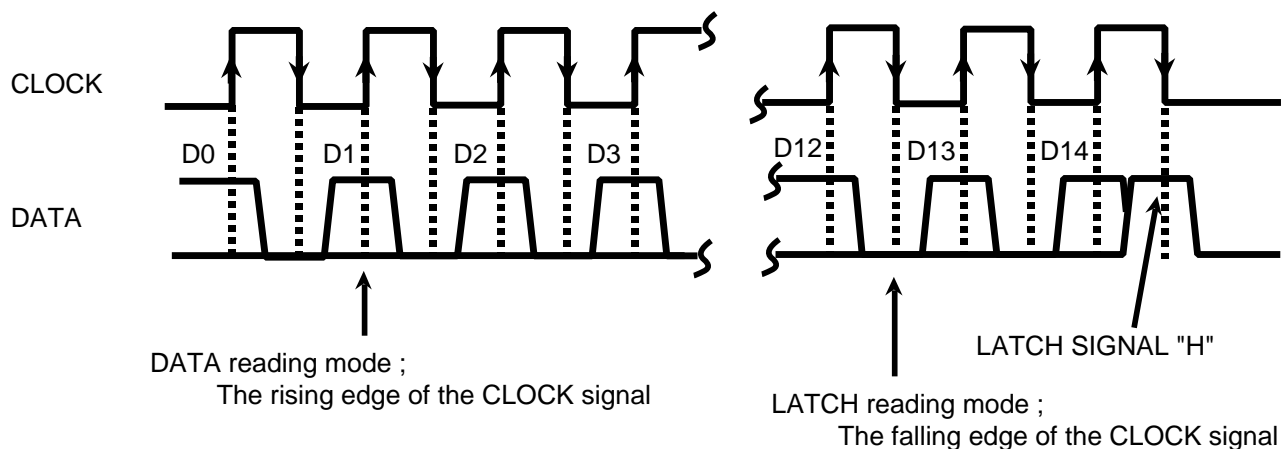 CLOCK
D0 D1 D2 D3 D12 D13 D14
DATA
DATA reading mode ;
The rising edge of the CLOCK signal
LATCH SIGNAL "H"
LATCH reading mode ;
The falling edge of the CLOCK signal